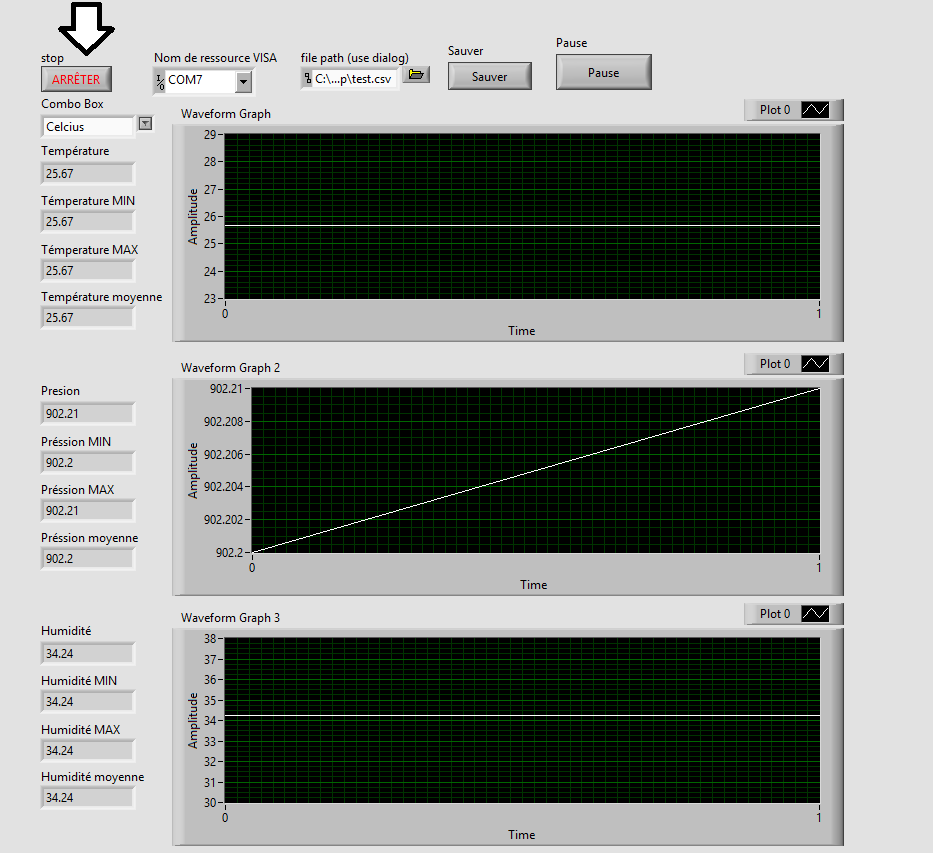 stop
ARRÊTER
Nom de ressource VISA
I/O COM7
file path (use dialog)
C:\...p\test.csv
Sauver
Sauver
Pause
Pause
Combo Box
Celcius
Température
25.67
Témperature MIN
25.67
Témperature MAX
25.67
Température moyenne
25.67
Waveform Graph
Plot 0
29
28
27
26
25
24
23
Amplitude
0
1
Time
Presion
902.21
Préssion MIN
902.2
Préssion MAX
902.21
Préssion moyenne
902.2
Waveform Graph 2
Plot 0
902.21
902.208
902.206
902.204
902.202
902.2
Amplitude
0
1
Time
Humidité
34.24
Humidité MIN
34.24
Humidité MAX
34.24
Humidité moyenne
34.24
Waveform Graph 3
Plot 0
38
37
36
35
34
33
32
31
30
Amplitude
0
1
Time